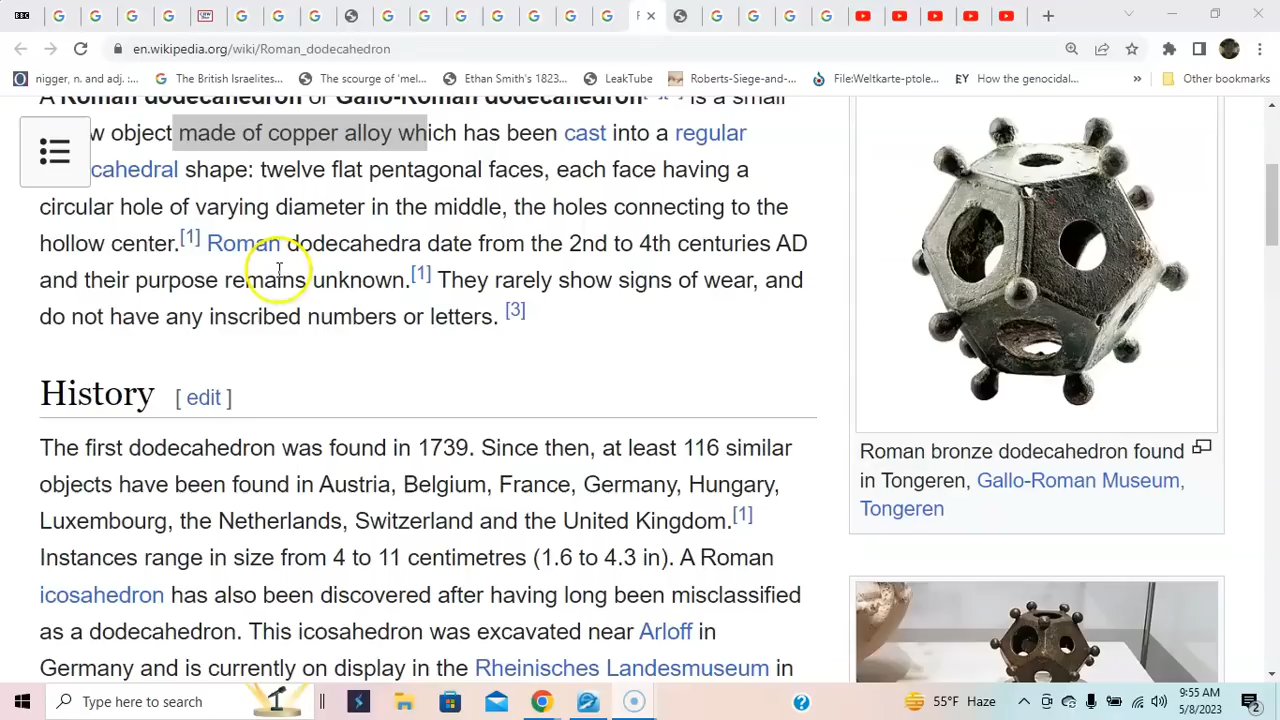 BBC
F
en.wikipedia.org/wiki/Roman_dodecahedron
nigger, n. and adj. :... The British Israelites... The scourge of 'mel... Ethan Smith's 1823... LeakTube Roberts-Siege-and-... File:Weltkarte-ptole... EY How the genocidal... » Other bookmarks
A Roman dodecahedron or Gallo-Roman dodecahedron is a small
w object made of copper alloy which has been cast into a regular
cahedral shape: twelve flat pentagonal faces, each face having a
circular hole of varying diameter in the middle, the holes connecting to the
hollow center.[1] Roman dodecahedra date from the 2nd to 4th centuries AD
and their purpose remains unknown.[1] They rarely show signs of wear, and
do not have any inscribed numbers or letters. [3]
History [ edit ]
The first dodecahedron was found in 1739. Since then, at least 116 similar
objects have been found in Austria, Belgium, France, Germany, Hungary,
Luxembourg, the Netherlands, Switzerland and the United Kingdom.[1]
Instances range in size from 4 to 11 centimetres (1.6 to 4.3 in). A Roman
icosahedron has also been discovered after having long been misclassified
as a dodecahedron. This icosahedron was excavated near Arloff in
Germany and is currently on display in the Rheinisches Landesmuseum in
Roman bronze dodecahedron found
in Tongeren, Gallo-Roman Museum,
Tongeren
Type here to search
55°F Haze
9:55 AM
5/8/2023
2